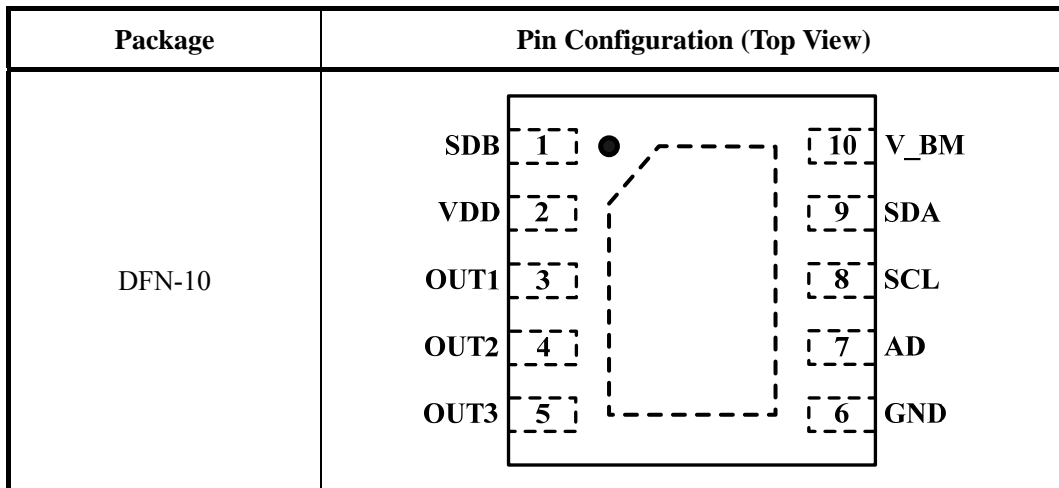 Package Pin Configuration (Top View)
DFN-10
SDB 1 10 V_BM
VDD 2 9 SDA
OUT1 3 8 SCL
OUT2 4 7 AD
OUT3 5 6 GND